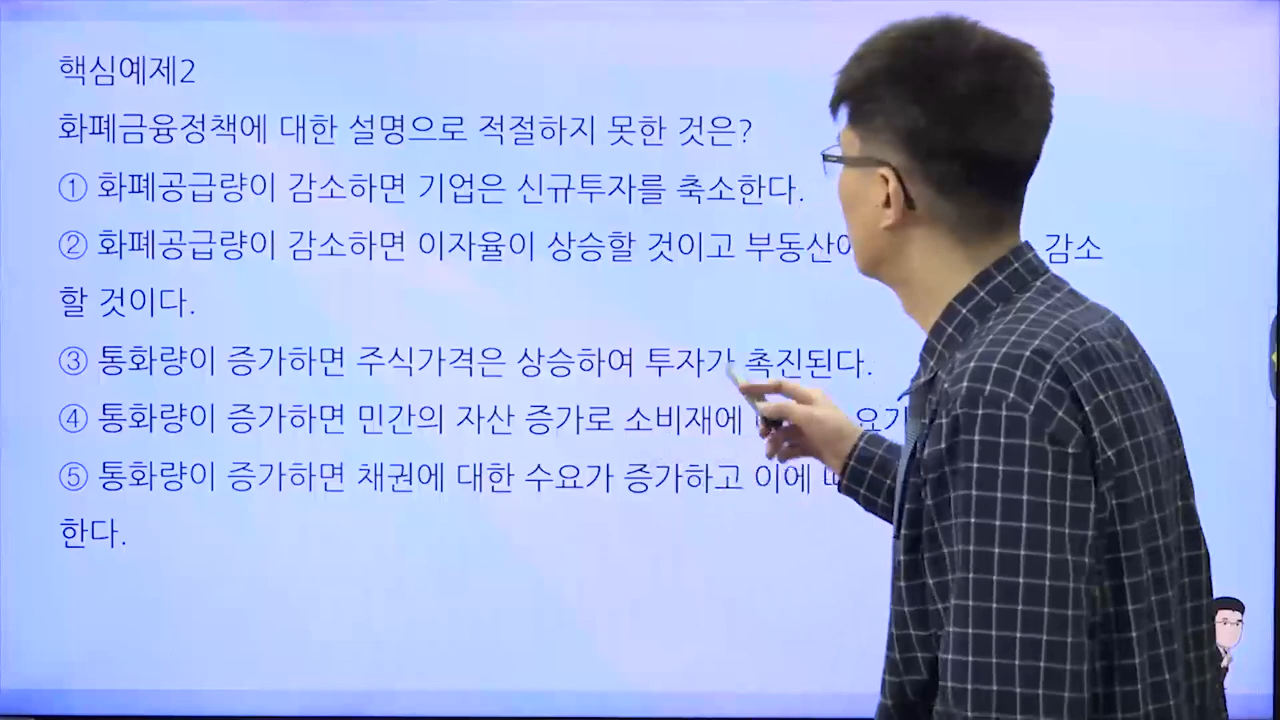 핵심예제2
화폐금융정책에 대한 설명으로 적절하지 못한 것은?
① 화폐공급량이 감소하면 기업은 신규투자를 축소한다.
② 화폐공급량이 감소하면 이자율이 상승할 것이고 감소
할 것이다.
③ 통화량이 증가하면 주식가격은 상승하여 투자가 촉진된다.
④ 통화량이 증가하면 민간의 자산 증가로 소비재에
⑤ 통화량이 증가하면 채권에 대한 수요가 증가하고 이에
한다.